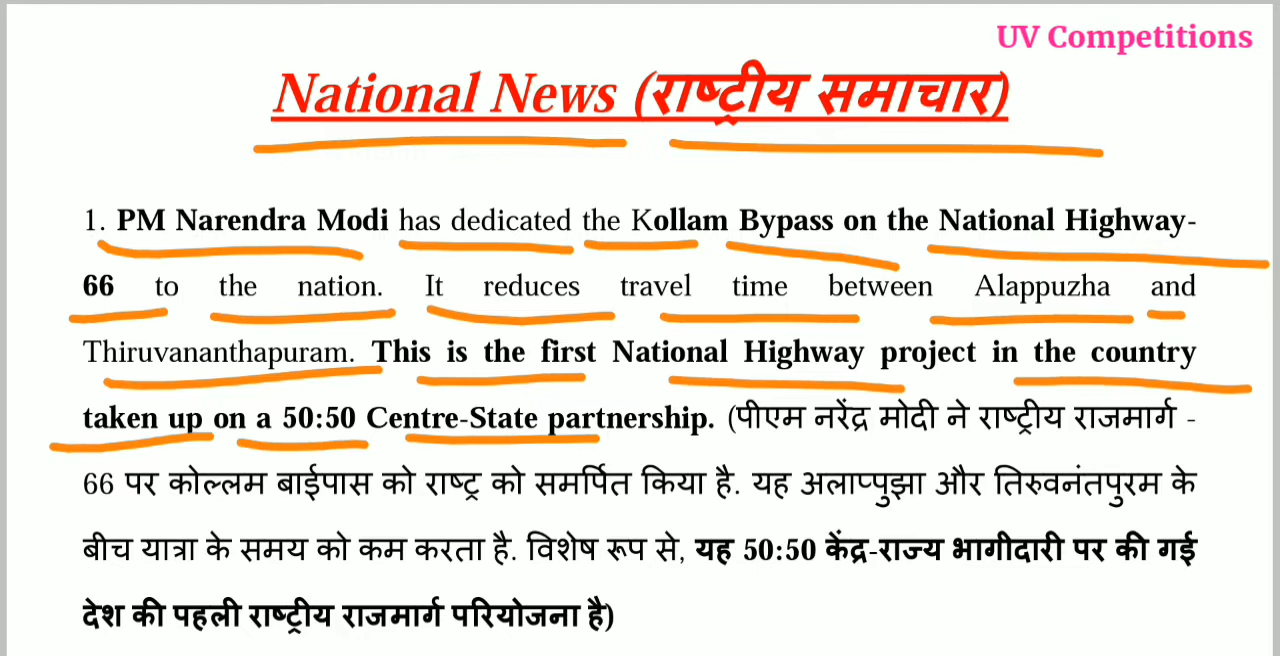 UV Competitions
National News (राष्ट्रीय समाचार)
1. PM Narendra Modi has dedicated the Kollam Bypass on the National Highway-
66 to the nation. It reduces travel time between Alappuzha and
Thiruvananthapuram. This is the first National Highway project in the country
taken up on a 50:50 Centre-State partnership. (पीएम नरेंद्र मोदी ने राष्ट्रीय राजमार्ग -
66 पर कोल्लम बाईपास को राष्ट्र को समर्पित किया है. यह अलाप्पुझा और तिरुवनंतपुरम के
बीच यात्रा के समय को कम करता है. विशेष रूप से, यह 50:50 केंद्र-राज्य भागीदारी पर की गई
देश की पहली राष्ट्रीय राजमार्ग परियोजना है)